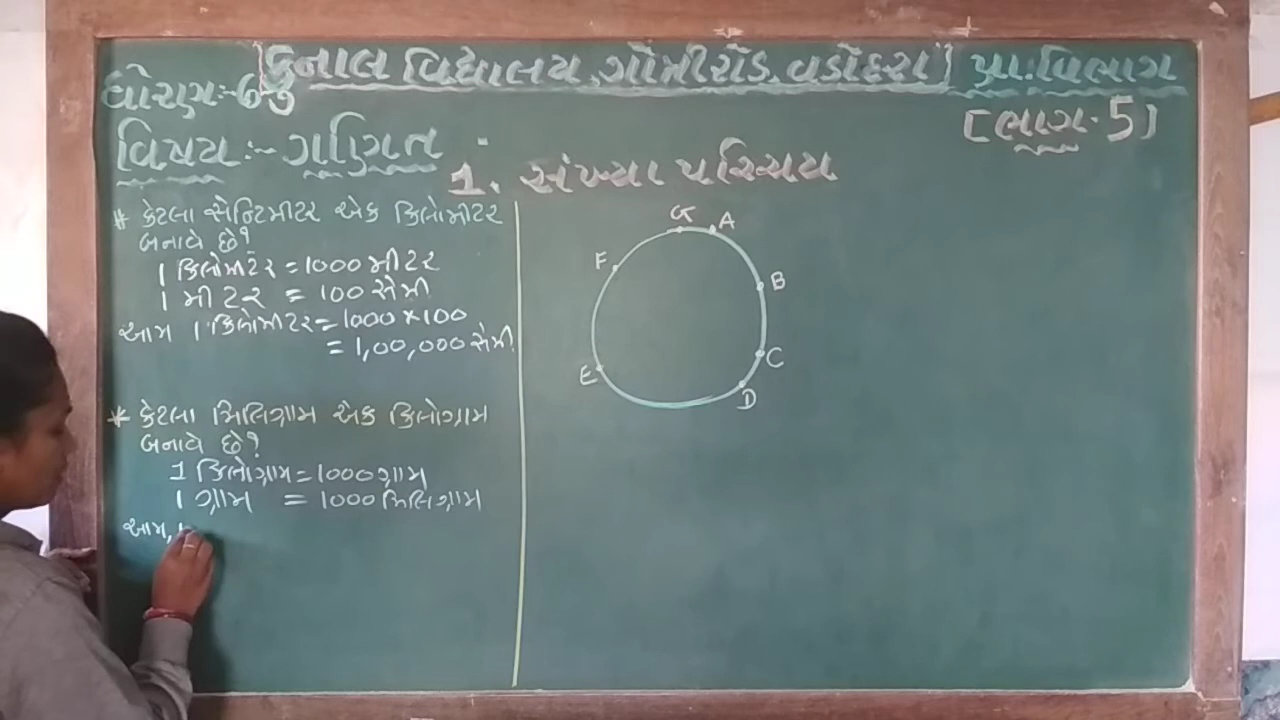 [કુનાલ વિદ્યાલય, ગોત્રીરોડ, વડોદરા] પ્રા. વિભાગ
ધોરણ:- 6
[ભાગ. 5]
વિષય:- ગણિત
1. સંખ્યા પરિચય
* કેટલા સેન્ટિમીટર એક કિલોમીટર
બનાવે છે?
1 કિલોમીટર = 1000 મીટર
1 મીટર = 100 સેમી
આમ 1 કિલોમીટર = 1000 × 100
= 1,00,000 સેમી
* કેટલા મિલિગ્રામ એક કિલોગ્રામ
બનાવે છે?
1 કિલોગ્રામ = 1000 ગ્રામ
1 ગ્રામ = 1000 મિલિગ્રામ
આમ,
G A
F
B
C
E
D